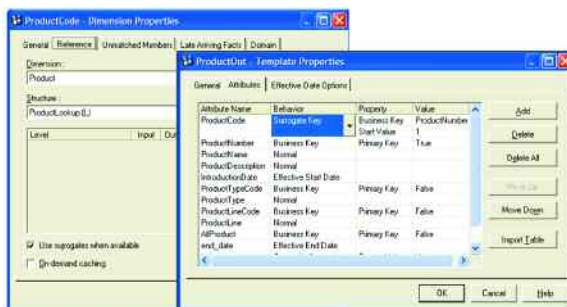 ProductCode - Dimension Properties
General Reference Unmatched Members Late Arriving Facts Domain
Dimension:
Product
Structure:
ProductLookup (L)
Level Input
Use surrogates when available
On-demand caching
ProductOut - Template Properties
General Attributes Effective Date Options
Attribute Name Behavior Property Value
ProductCode Surrogate Key Business Key ProductNumber
Start Value 1
ProductNumber Business Key Primary Key True
ProductName Normal
ProductDescription Normal
IntroductionDate Effective Start Date
ProductTypeCode Business Key Primary Key False
ProductType Normal
ProductLineCode Business Key Primary Key False
ProductLine Normal
AllProduct Business Key Primary Key False
end_date Effective End Date
Add
Delete
Delete All
Move Up
Move Down
Import Table
OK Cancel Help